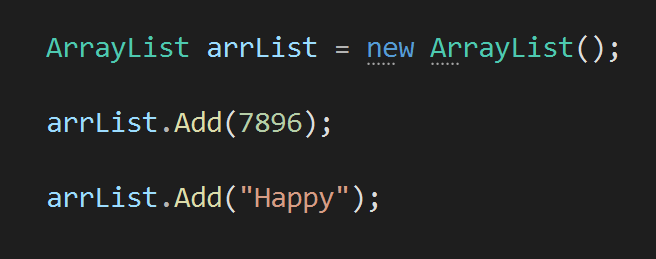 ArrayList arrList = new ArrayList();
arrList.Add(7896);
arrList.Add("Happy");